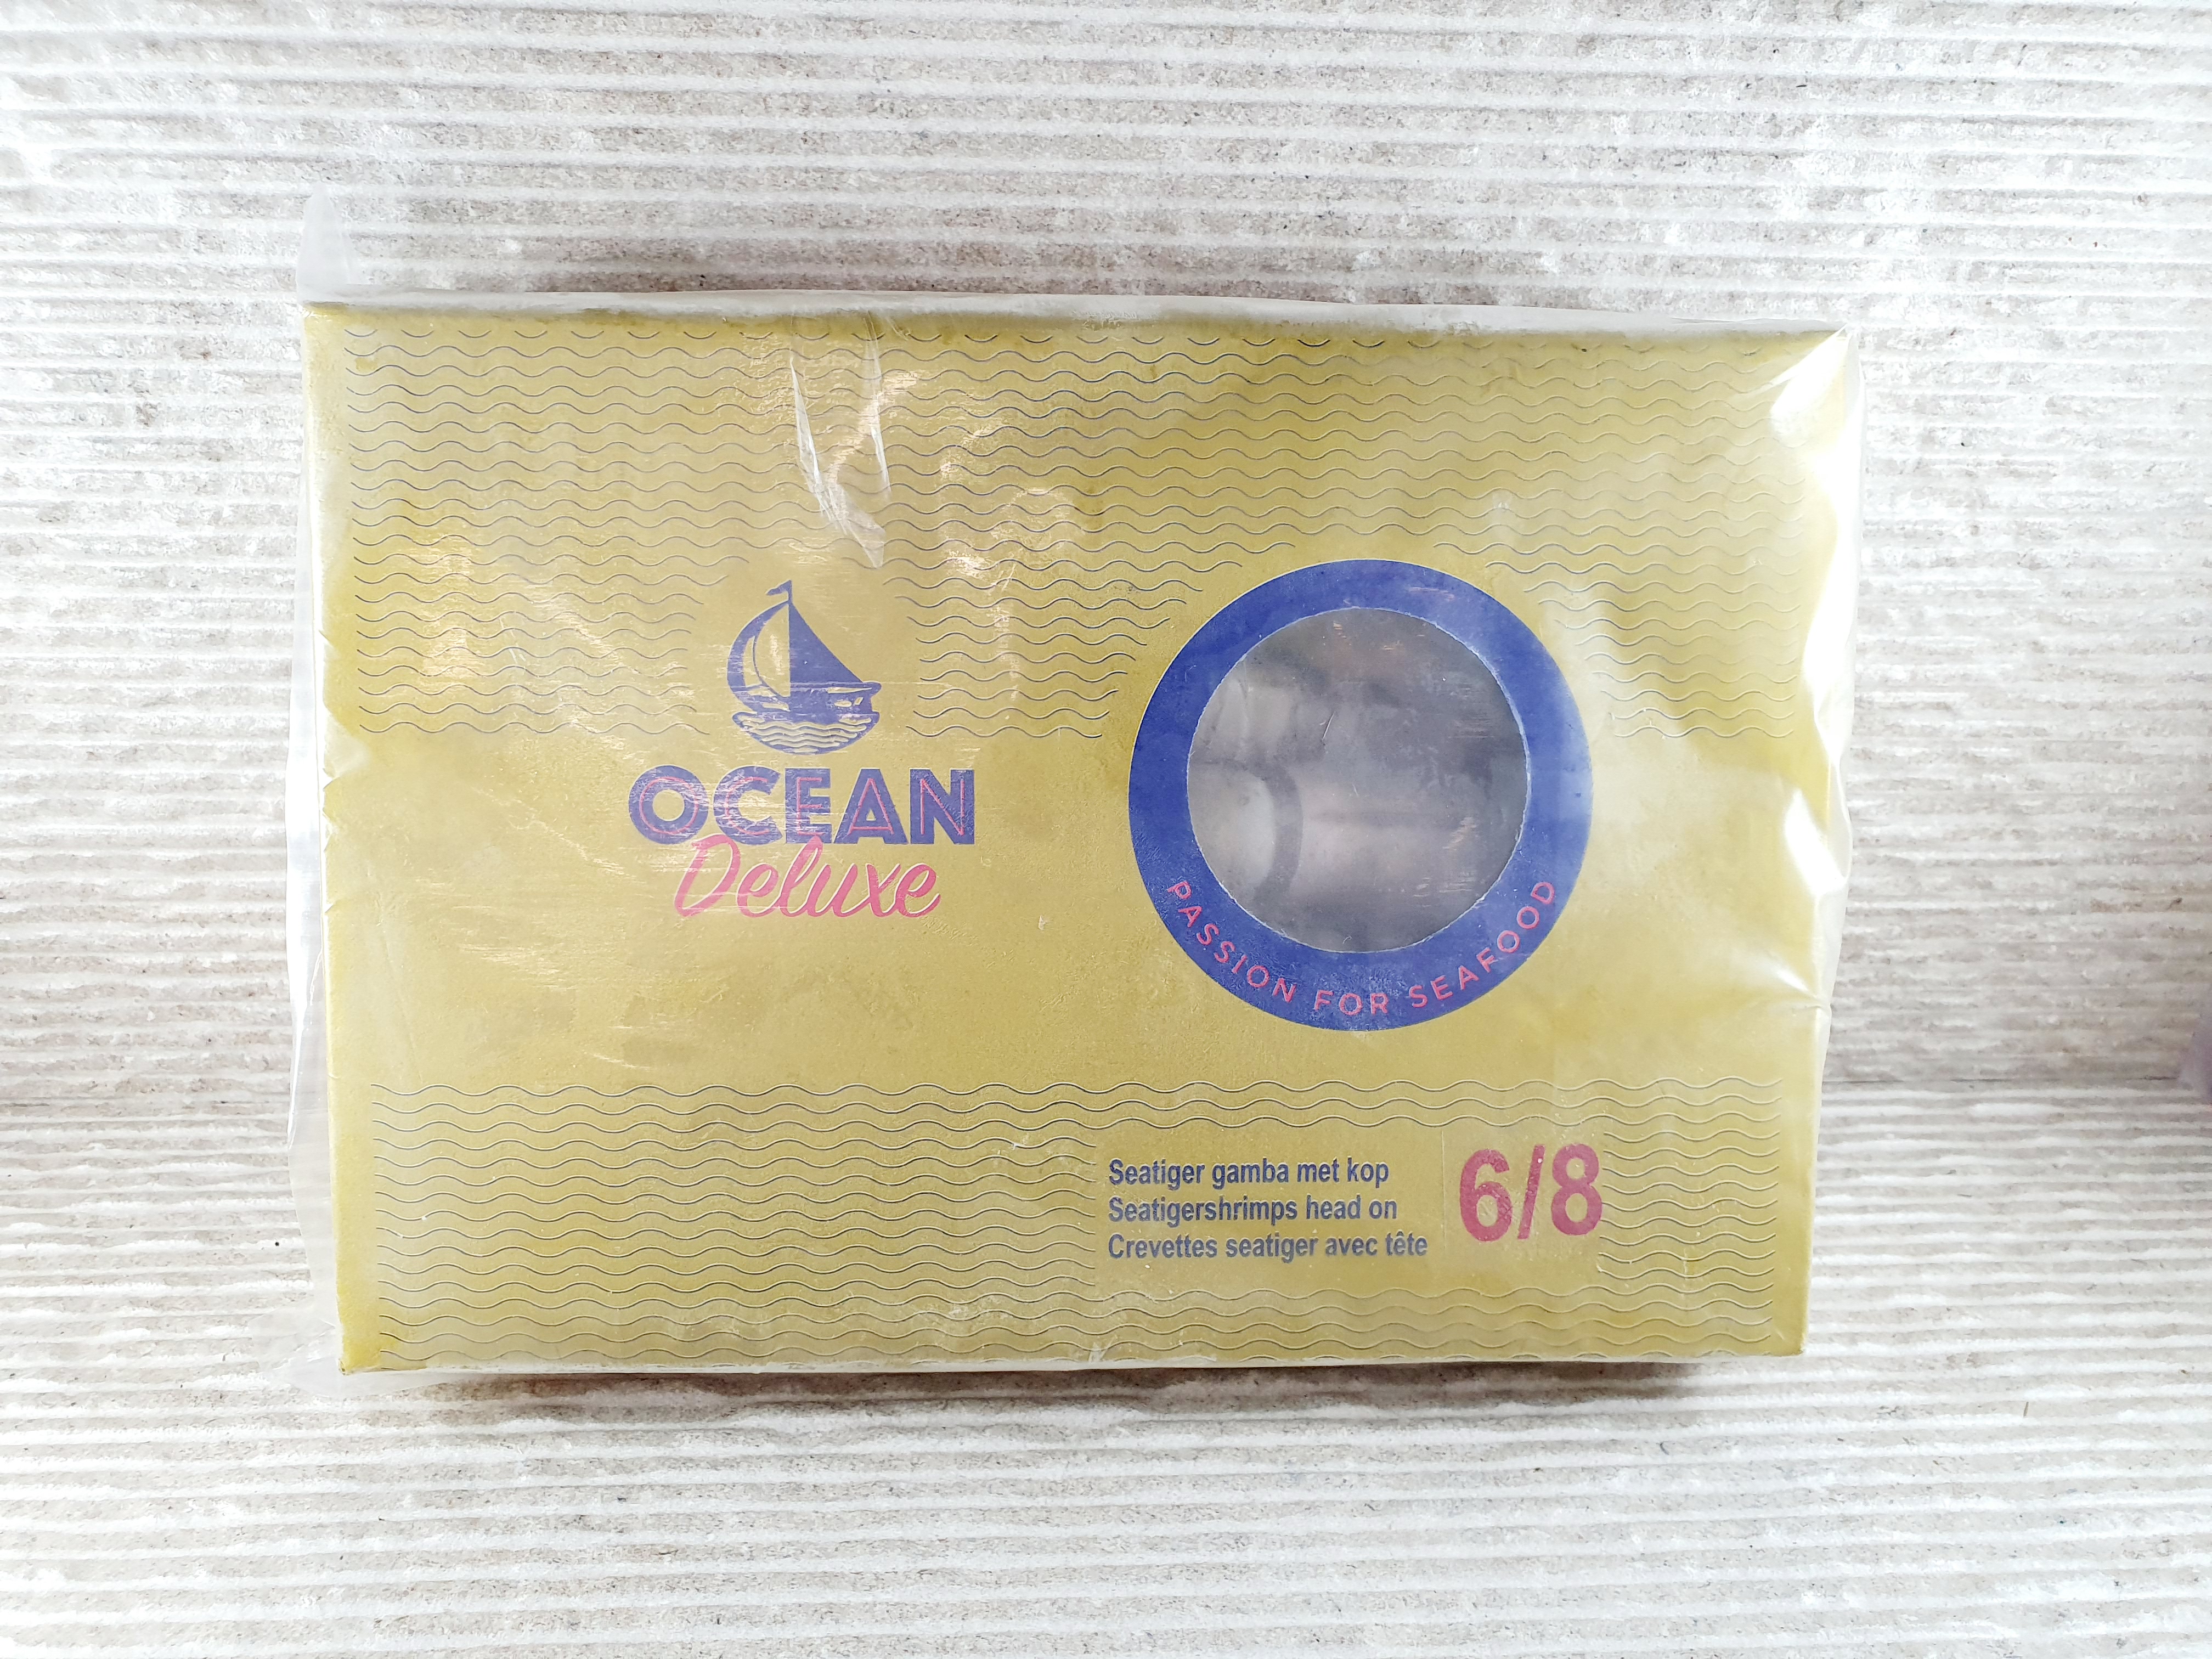 OCEAN
Deluxe
PASSION FOR SEAFOOD
Seatiger gamba met kop
Seatigershrimps head on
Crevettes seatiger avec tête
6/8